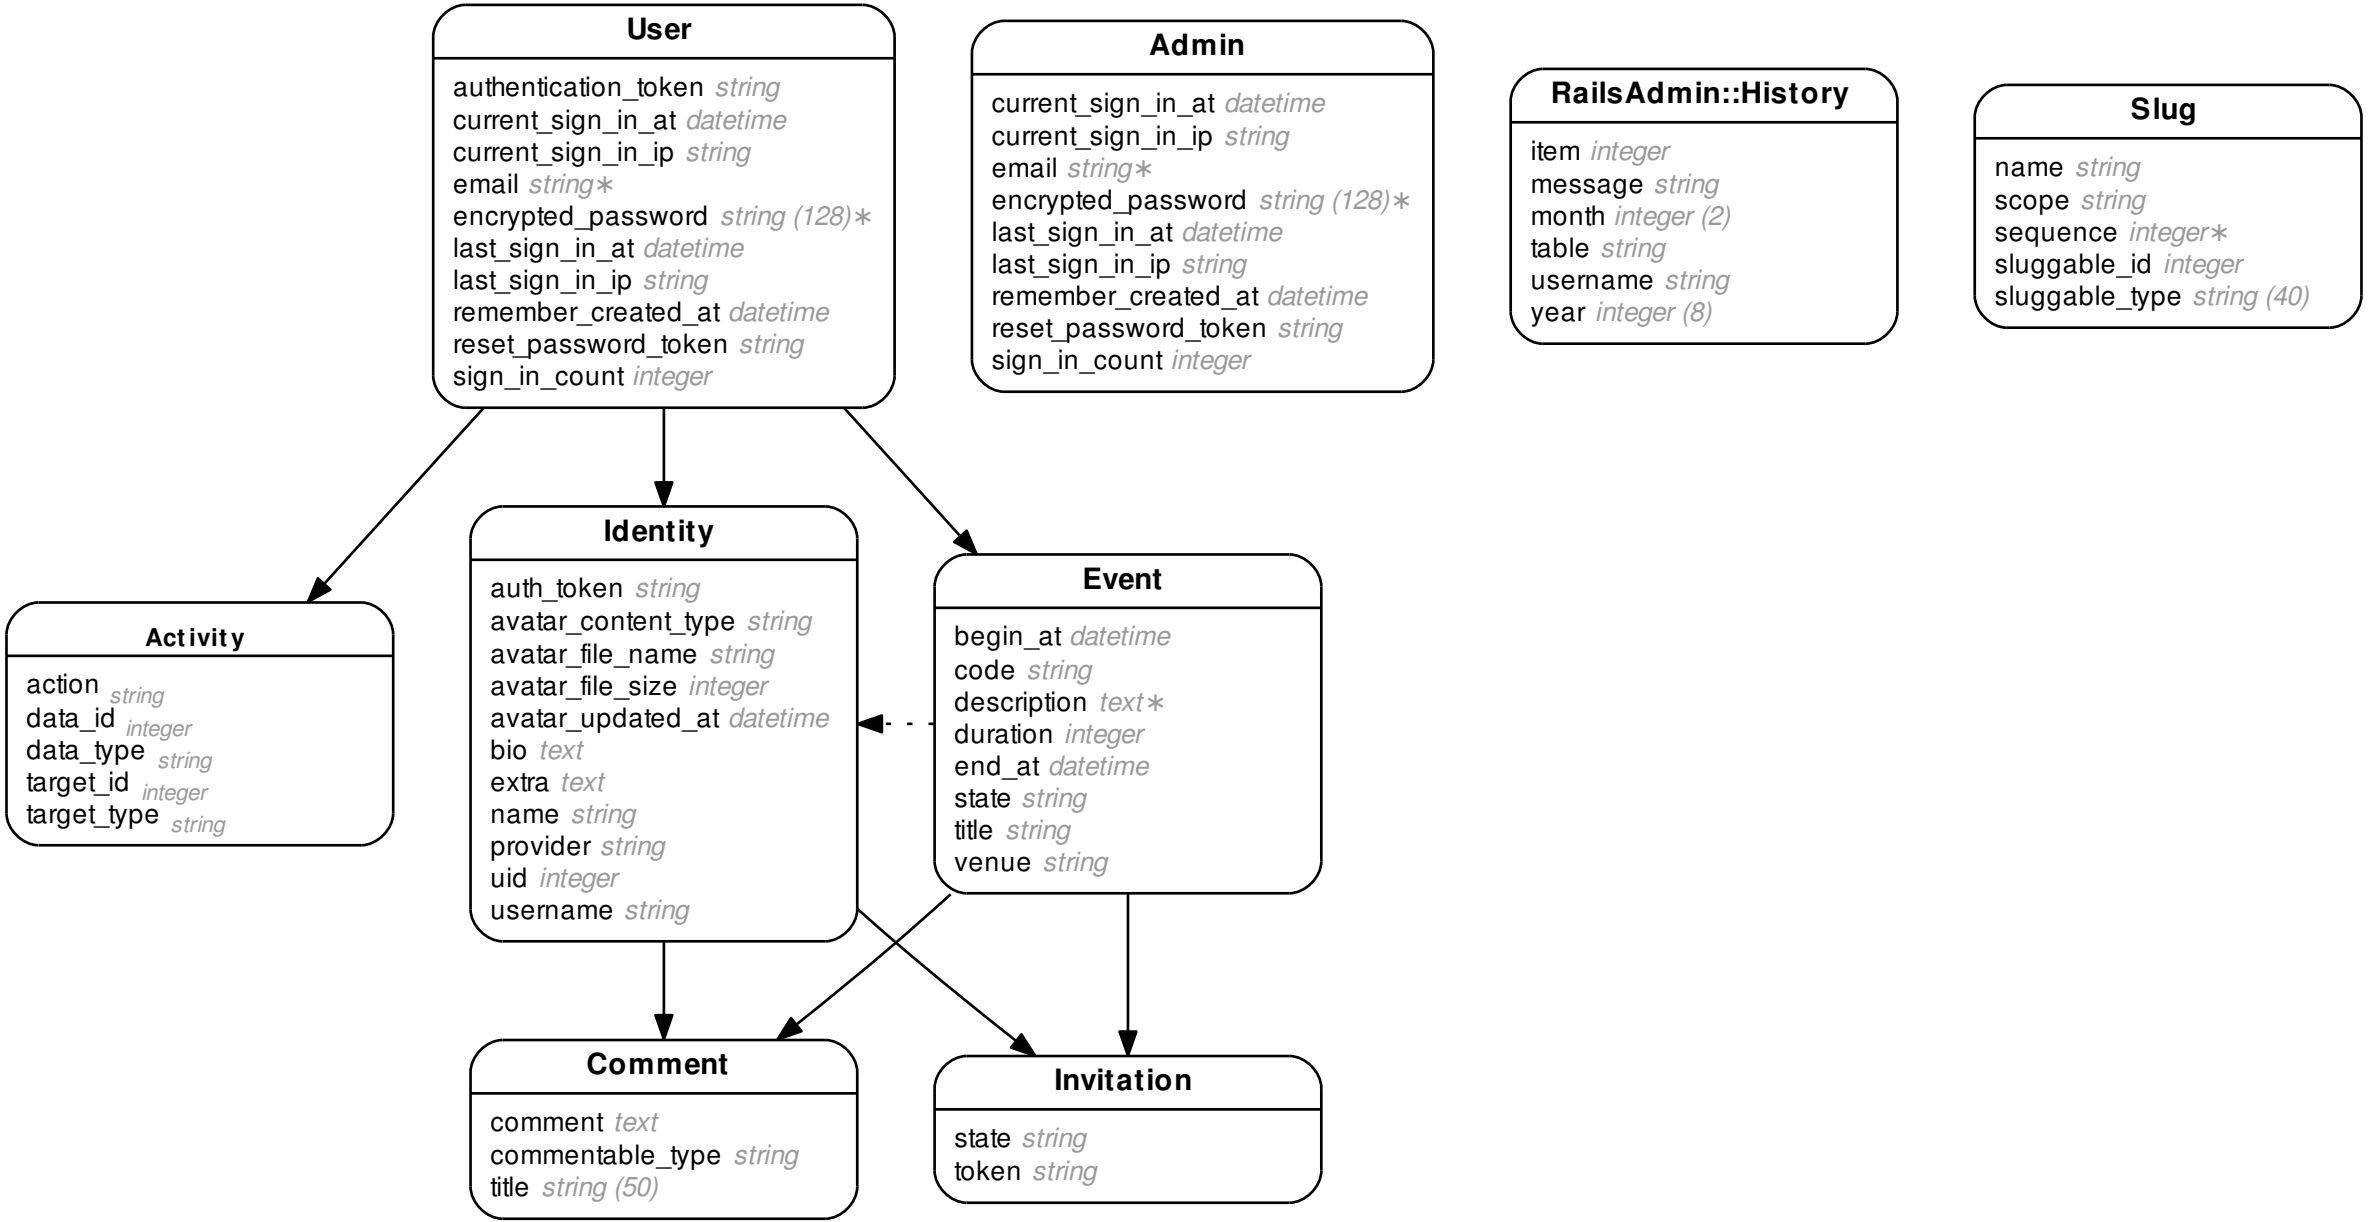 User
authentication_token string
current_sign_in_at datetime
current_sign_in_ip string
email string∗
encrypted_password string (128)∗
last_sign_in_at datetime
last_sign_in_ip string
remember_created_at datetime
reset_password_token string
sign_in_count integer
Admin
current_sign_in_at datetime
current_sign_in_ip string
email string∗
encrypted_password string (128)∗
last_sign_in_at datetime
last_sign_in_ip string
remember_created_at datetime
reset_password_token string
sign_in_count integer
RailsAdmin::History
item integer
message string
month integer (2)
table string
username string
year integer (8)
Slug
name string
scope string
sequence integer∗
sluggable_id integer
sluggable_type string (40)
Activity
action string
data_id integer
data_type string
target_id integer
target_type string
Identity
auth_token string
avatar_content_type string
avatar_file_name string
avatar_file_size integer
avatar_updated_at datetime
bio text
extra text
name string
provider string
uid integer
username string
Event
begin_at datetime
code string
description text∗
duration integer
end_at datetime
state string
title string
venue string
Comment
comment text
commentable_type string
title string (50)
Invitation
state string
token string